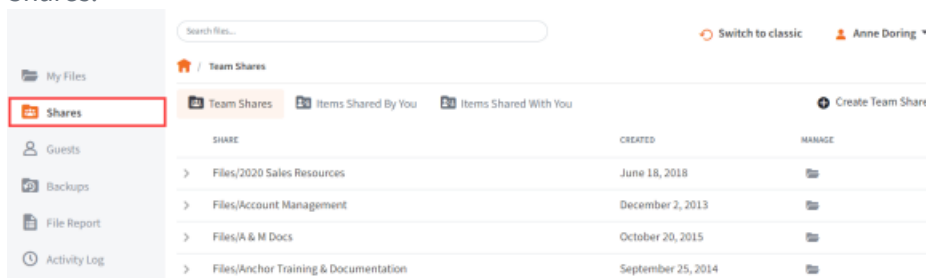 Shares.
Search files...
Switch to classic
Anne Doring
/ Team Shares
My Files
Shares
Guests
Backups
File Report
Activity Log
Team Shares Items Shared By You Items Shared With You
Create Team Share
SHARE CREATED MANAGE
Files/2020 Sales Resources June 18, 2018
Files/Account Management December 2, 2013
Files/A & M Docs October 20, 2015
Files/Anchor Training & Documentation September 25, 2014